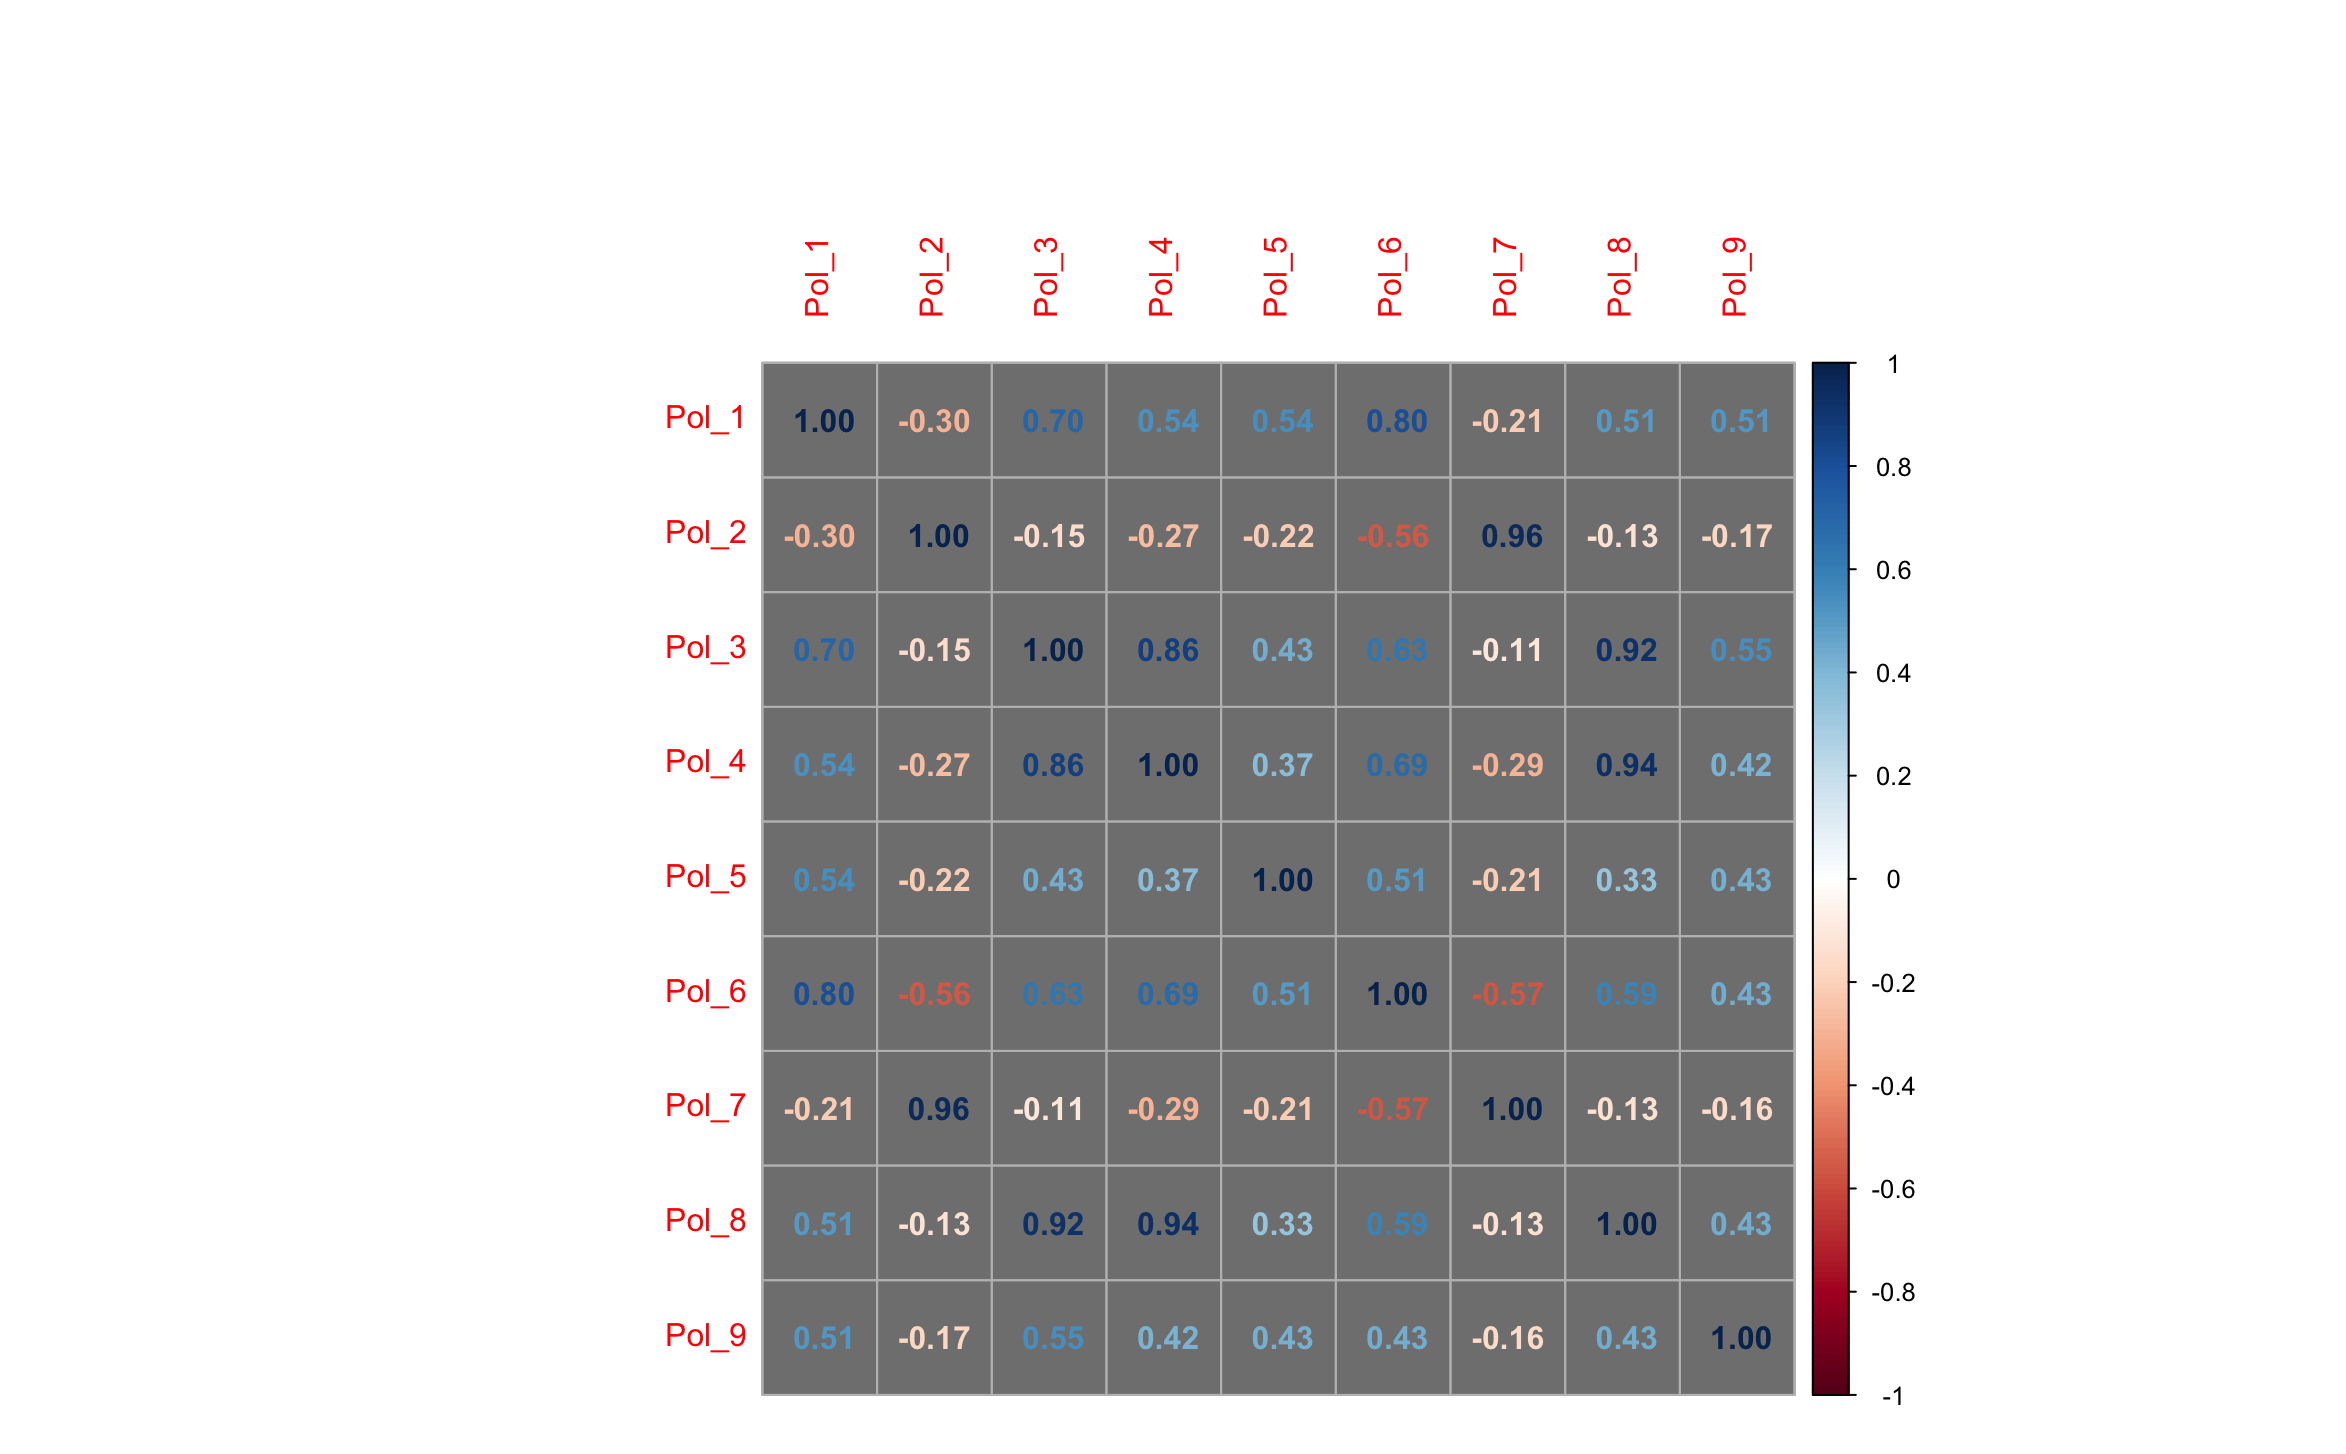 Pol_1 Pol_2 Pol_3 Pol_4 Pol_5 Pol_6 Pol_7 Pol_8 Pol_9
Pol_1 1.00 -0.30 0.70 0.54 0.54 0.80 -0.21 0.51 0.51
Pol_2 -0.30 1.00 -0.15 -0.27 -0.22 -0.56 0.96 -0.13 -0.17
Pol_3 0.70 -0.15 1.00 0.86 0.43 0.63 -0.11 0.92 0.55
Pol_4 0.54 -0.27 0.86 1.00 0.37 0.69 -0.29 0.94 0.42
Pol_5 0.54 -0.22 0.43 0.37 1.00 0.51 -0.21 0.33 0.43
Pol_6 0.80 -0.56 0.63 0.69 0.51 1.00 -0.57 0.59 0.43
Pol_7 -0.21 0.96 -0.11 -0.29 -0.21 -0.57 1.00 -0.13 -0.16
Pol_8 0.51 -0.13 0.92 0.94 0.33 0.59 -0.13 1.00 0.43
Pol_9 0.51 -0.17 0.55 0.42 0.43 0.43 -0.16 0.43 1.00
1
0.8
0.6
0.4
0.2
0
-0.2
-0.4
-0.6
-0.8
-1